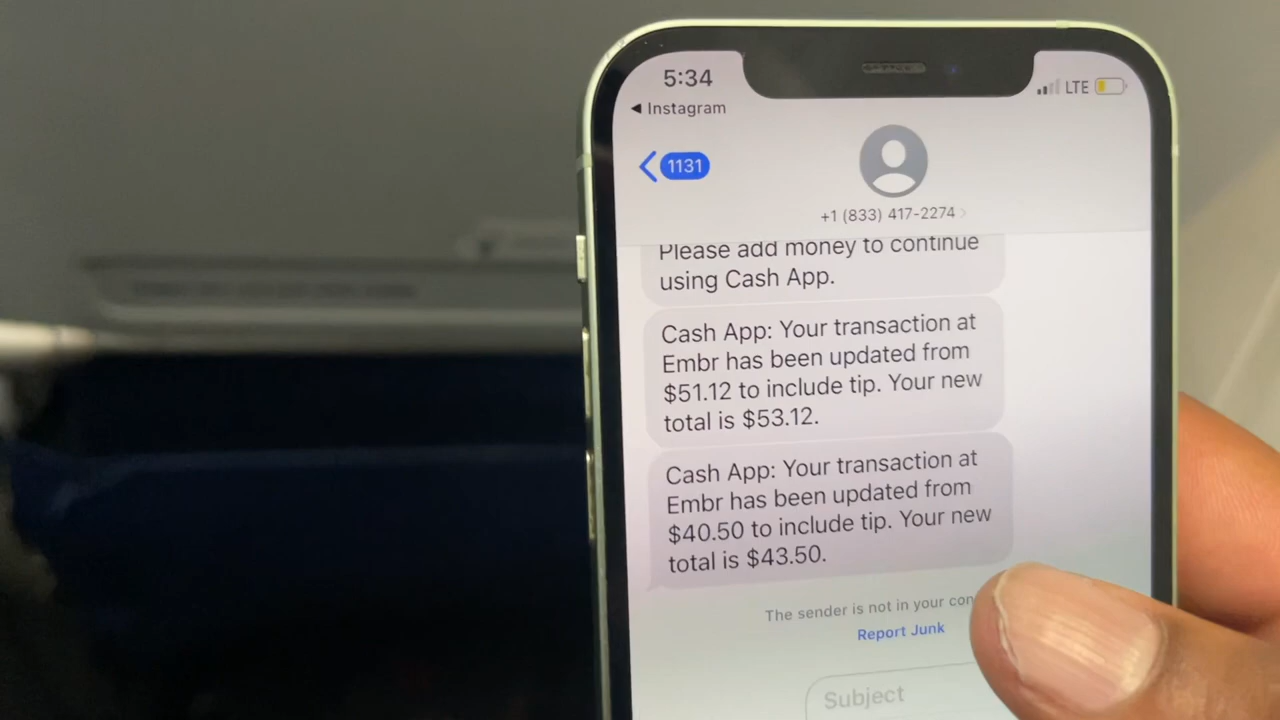 5:34
LTE
◀ Instagram
1131
+1 (833) 417-2274
Please add money to continue
using Cash App.
Cash App: Your transaction at
Embr has been updated from
$51.12 to include tip. Your new
total is $53.12.
Cash App: Your transaction at
Embr has been updated from
$40.50 to include tip. Your new
total is $43.50.
The sender is not in your con
Report Junk
Subject